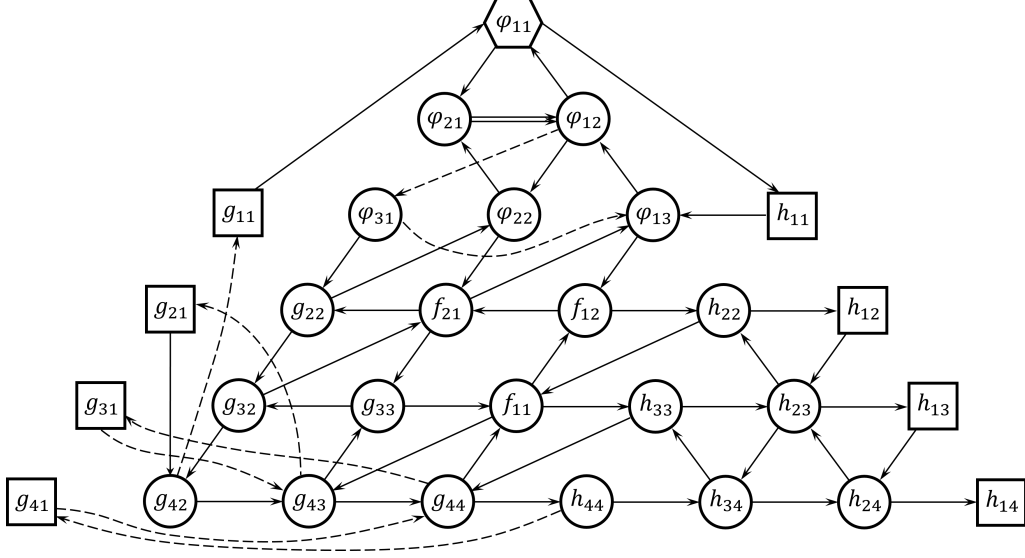 φ₁₁
φ₂₁ φ₁₂
g₁₁ φ₃₁ φ₂₂ φ₁₃ h₁₁
g₂₁ g₂₂ f₂₁ f₁₂ h₂₂ h₁₂
g₃₁ g₃₂ g₃₃ f₁₁ h₃₃ h₂₃ h₁₃
g₄₁ g₄₂ g₄₃ g₄₄ h₄₄ h₃₄ h₂₄ h₁₄